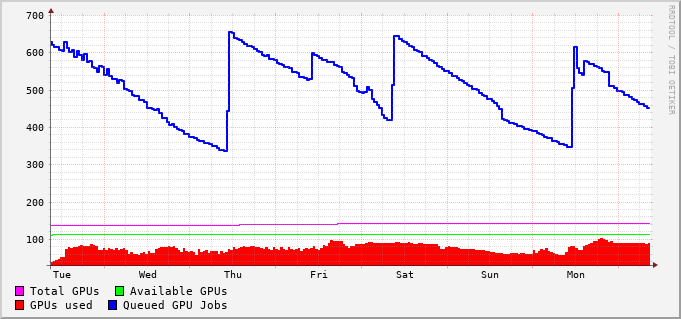 700
600
500
400
300
200
100
Tue Wed Thu Fri Sat Sun Mon
Total GPUs Available GPUs
GPUs used Queued GPU Jobs
RRDTOOL / TOBI OETIKER